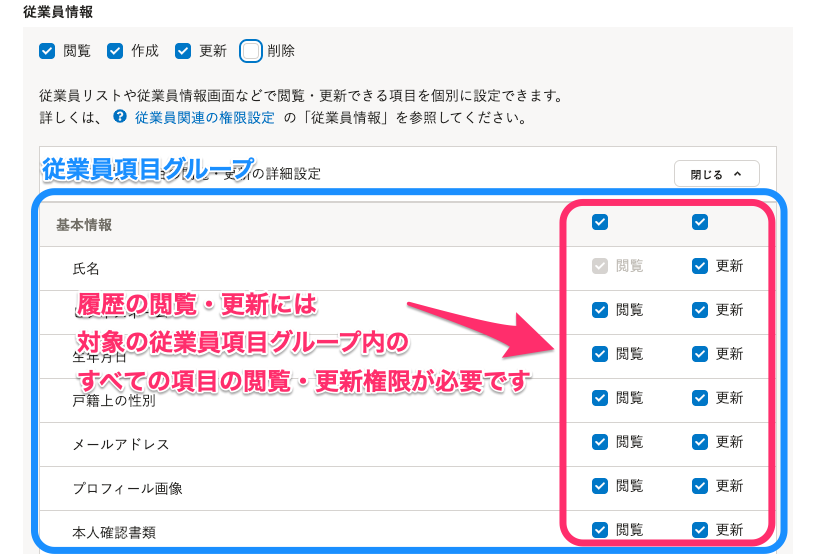 従業員情報
閲覧 作成 更新 削除
従業員リストや従業員情報画面などで閲覧・更新できる項目を個別に設定できます。
詳しくは、 ? 従業員関連の権限設定 の「従業員情報」を参照してください。
従業員項目グループ
閲覧・更新の詳細設定
閉じる
基本情報
氏名 閲覧 更新
履歴の閲覧・更新には
閲覧 更新
対象の従業員項目グループ内の
生年月日 閲覧 更新
すべての項目の閲覧・更新権限が必要です
戸籍上の性別 閲覧 更新
メールアドレス 閲覧 更新
プロフィール画像 閲覧 更新
本人確認書類 閲覧 更新